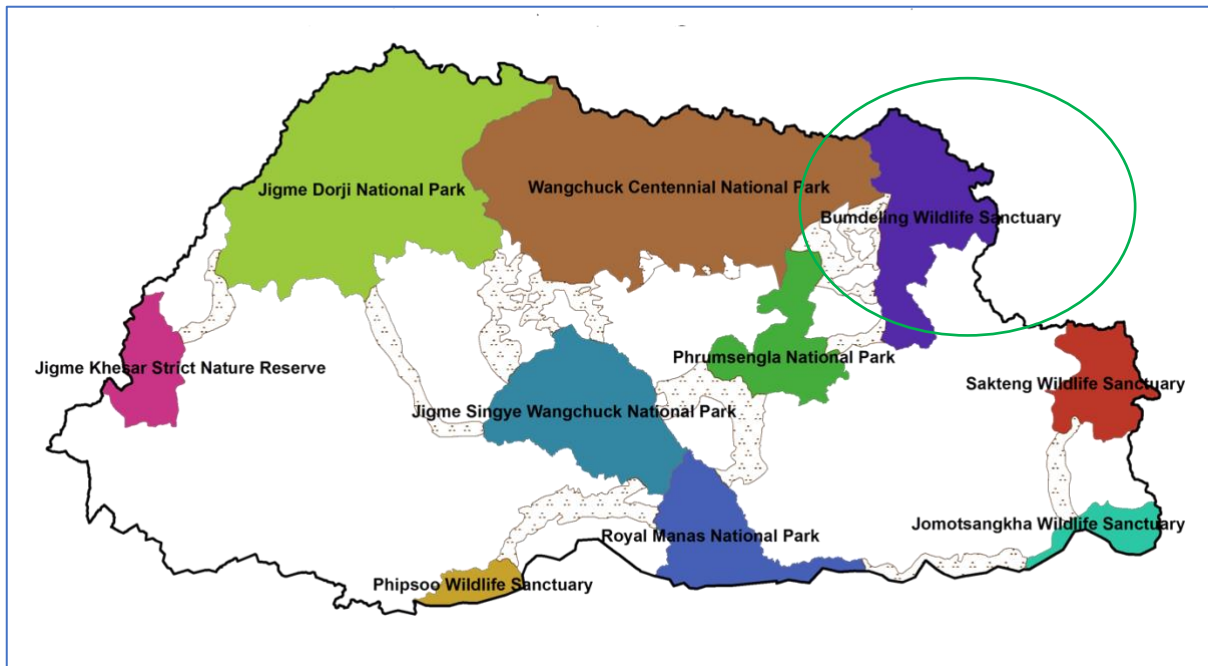 Jigme Dorji National Park
Wangchuck Centennial National Park
Bumdeling Wildlife Sanctuary
Phrumsengla National Park
Jigme Khesar Strict Nature Reserve
Sakteng Wildlife Sanctuary
Jigme Singye Wangchuck National Park
Jomotsangkha Wildlife Sanctuary
Royal Manas National Park
Phipsoo Wildlife Sanctuary